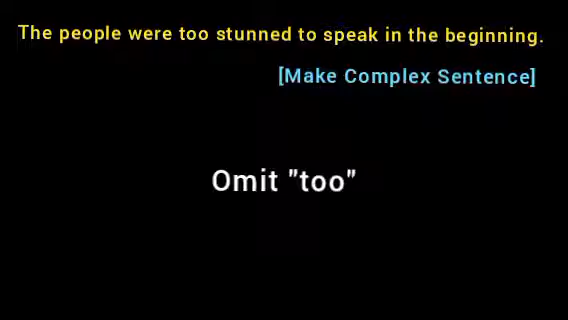 The people were too stunned to speak in the beginning.
[Make Complex Sentence]
Omit "too"